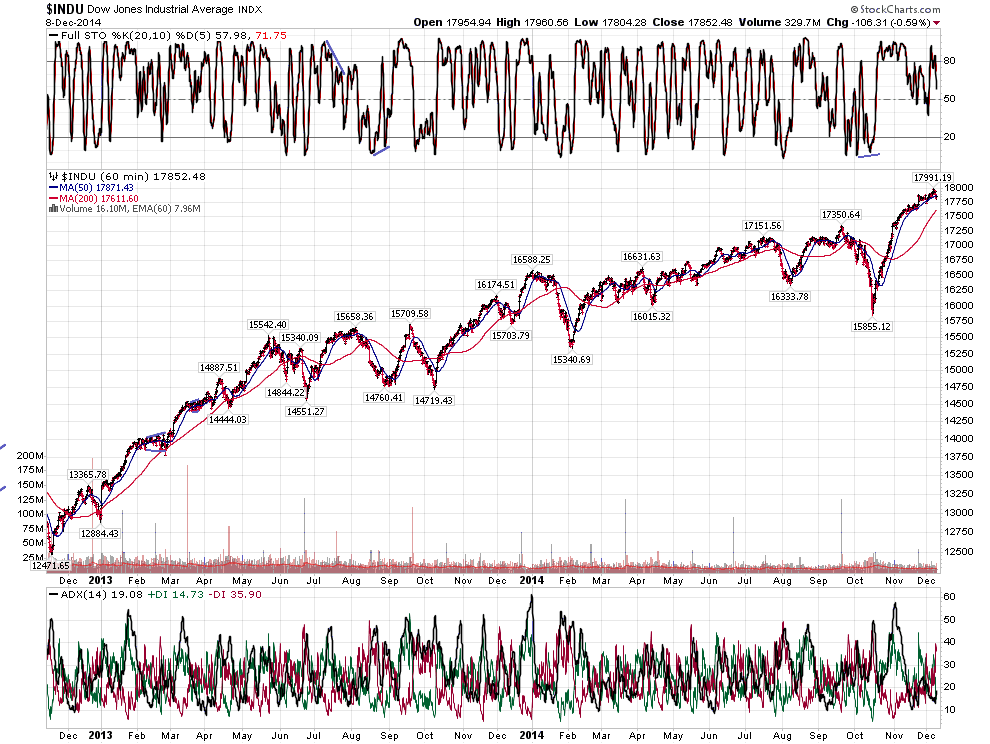 $INDU Dow Jones Industrial Average INDX
© StockCharts.com
8-Dec-2014
Open 17954.94 High 17960.56 Low 17804.28 Close 17852.48 Volume 329.7M Chg -106.31 (-0.59%)
Full STO %K(20,10) %D(5) 57.98, 71.75
80
50
20
$INDU (60 min) 17852.48
MA(50) 17871.43
MA(200) 17611.60
Volume 16.10M, EMA(60) 7.96M
17991.19
18000
17750
17500
17350.64
17250
17151.56
17000
16750
16631.63
16588.25
16500
16333.78
16250
16174.51
16015.32
16000
15855.12
15750
15709.58
15703.79
15658.36
15542.40
15500
15340.09
15340.69
15250
15000
14887.51
14844.22
14760.41
14750
14719.43
14551.27
14500
14444.03
14250
14000
13750
200M
13365.78
13500
175M
150M
13250
125M
13000
100M
12884.43
75M
12750
50M
25M
12500
12471.65
Dec 2013 Feb Mar Apr May Jun Jul Aug Sep Oct Nov Dec 2014 Feb Mar Apr May Jun Jul Aug Sep Oct Nov Dec
ADX(14) 19.08 +DI 14.73 -DI 35.90
60
50
40
30
20
10
Dec 2013 Feb Mar Apr May Jun Jul Aug Sep Oct Nov Dec 2014 Feb Mar Apr May Jun Jul Aug Sep Oct Nov Dec